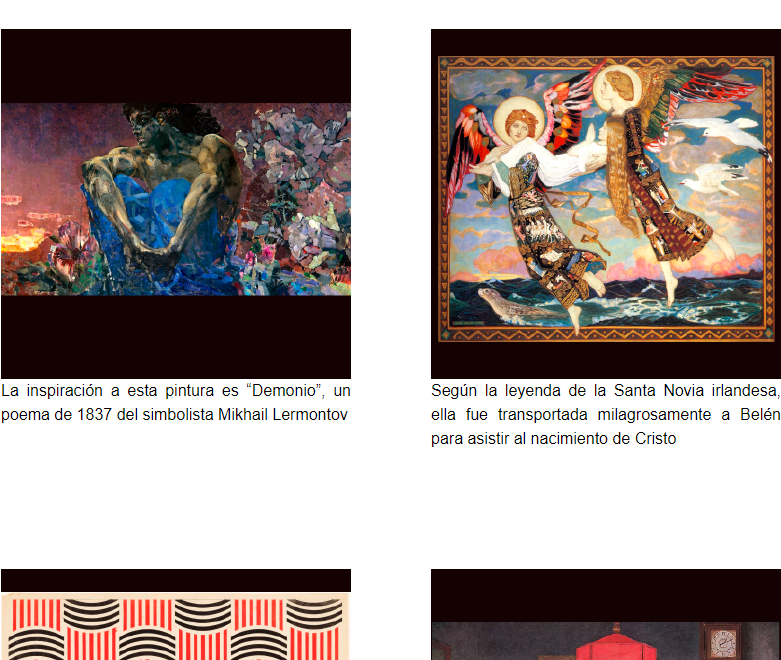 La inspiración a esta pintura es “Demonio”, un
poema de 1837 del simbolista Mikhail Lermontov
Según la leyenda de la Santa Novia irlandesa,
ella fue transportada milagrosamente a Belén
para asistir al nacimiento de Cristo